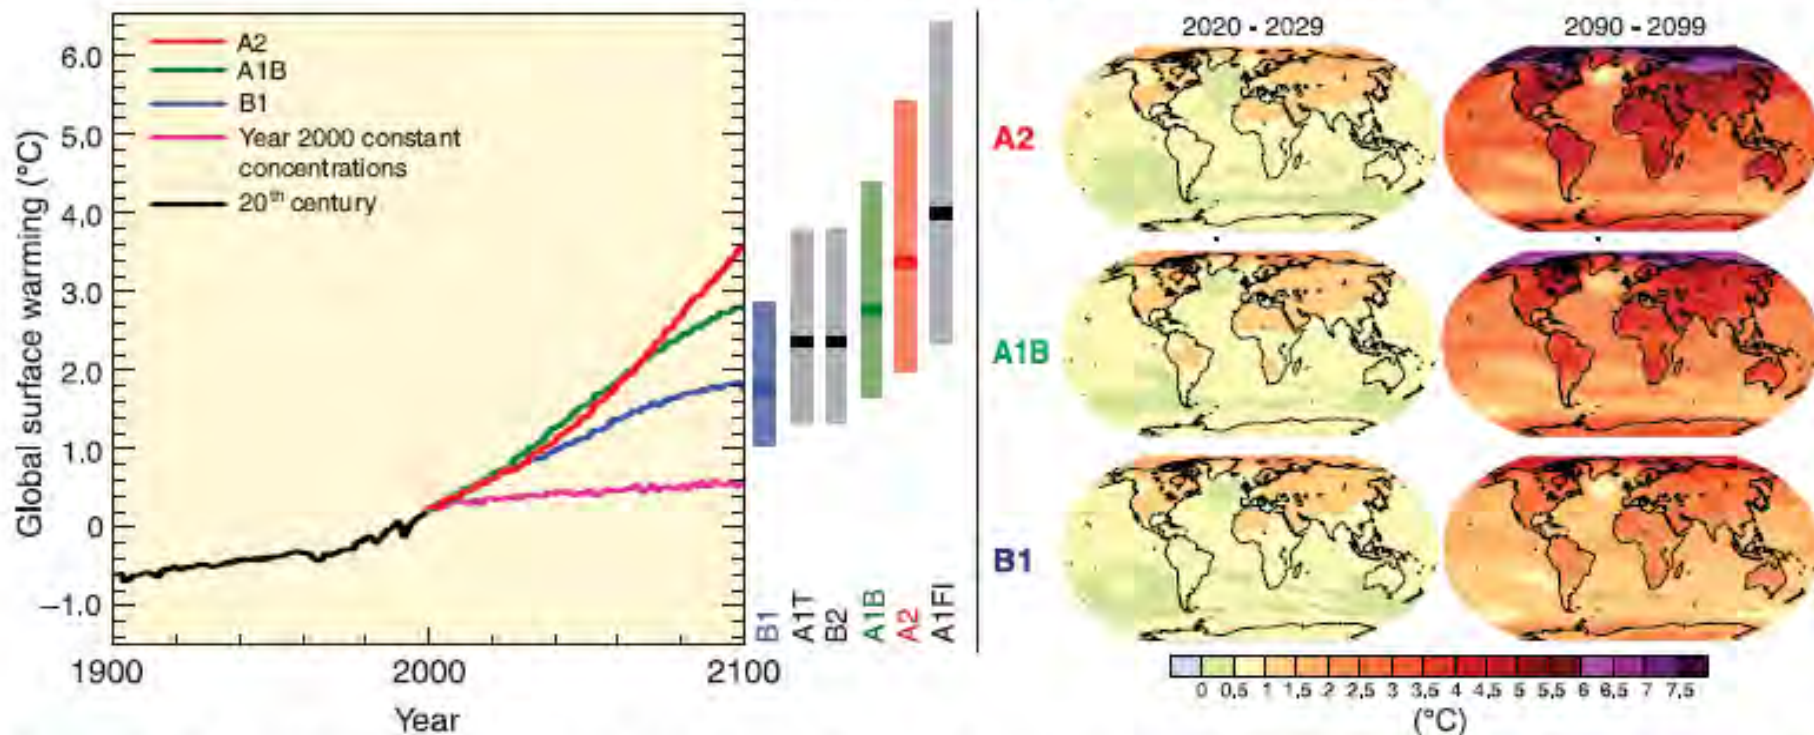 Global surface warming (°C)
6.0
5.0
4.0
3.0
2.0
1.0
0
–1.0
A2
A1B
B1
Year 2000 constant
concentrations
20th century
1900
2000
2100
Year
B1
A1T
B2
A1B
A2
A1FI
2020 - 2029
2090 - 2099
A2
A1B
B1
0 0,5 1 1,5 2 2,5 3 3,5 4 4,5 5 5,5 6 6,5 7 7,5
(°C)